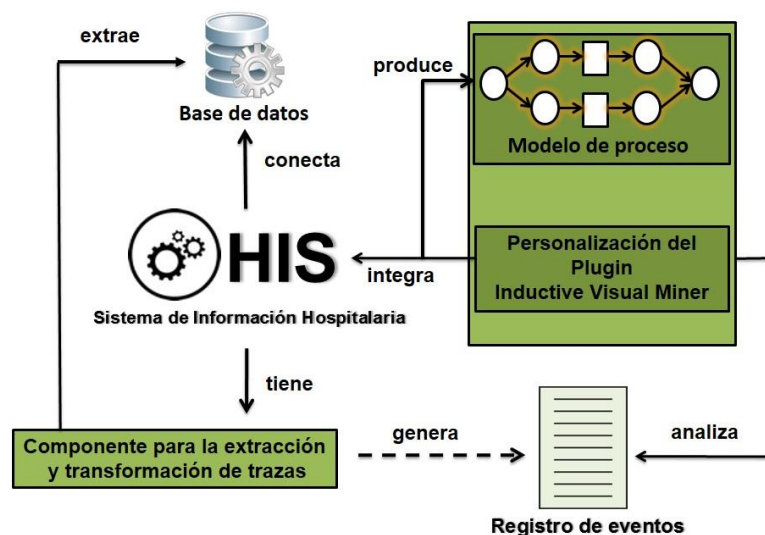 extrae
Base de datos
conecta
produce
Modelo de proceso
HIS
Sistema de Información Hospitalaria
integra
Personalización del
Plugin
Inductive Visual Miner
tiene
Componente para la extracción
y transformación de trazas
genera
analiza
Registro de eventos